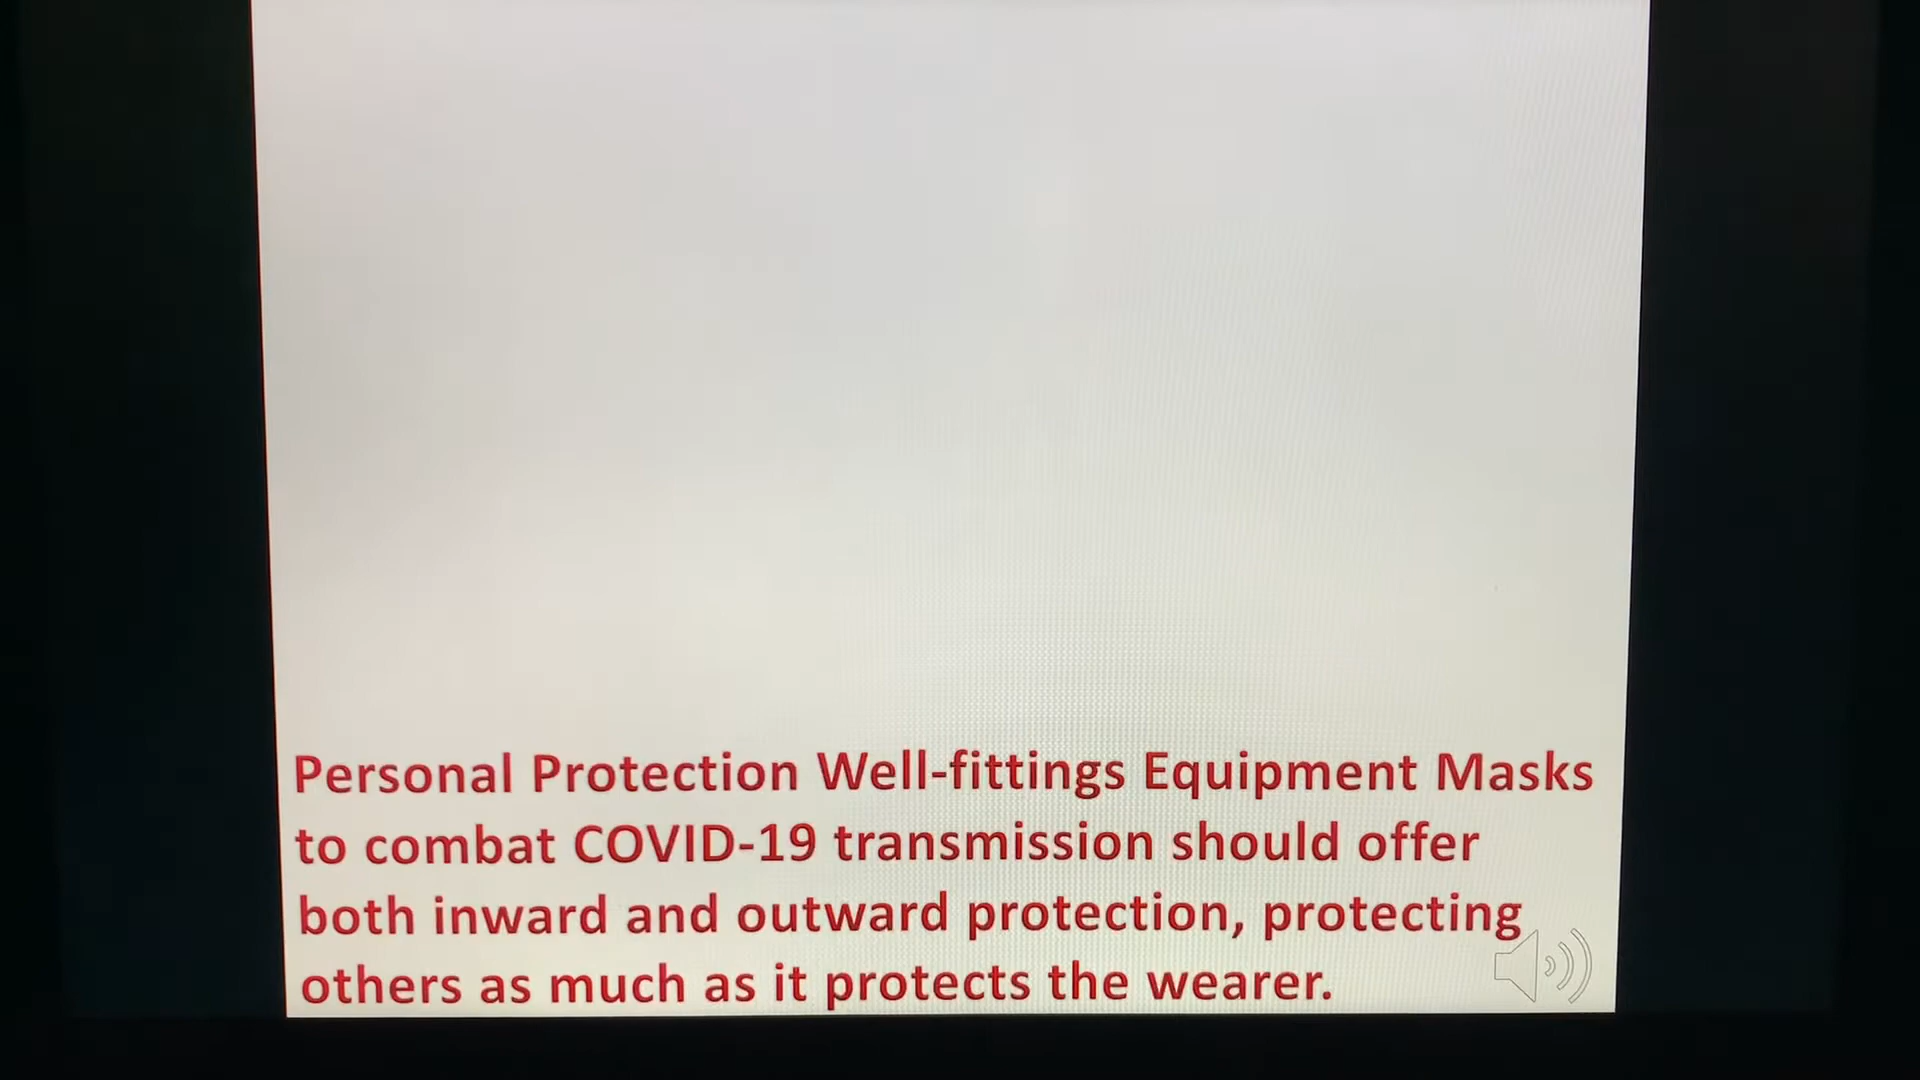 Personal Protection Well-fittings Equipment Masks
to combat COVID-19 transmission should offer
both inward and outward protection, protecting
others as much as it protects the wearer.